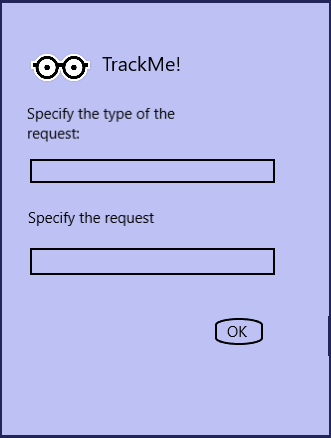 TrackMe!
Specify the type of the
request:
Specify the request
OK